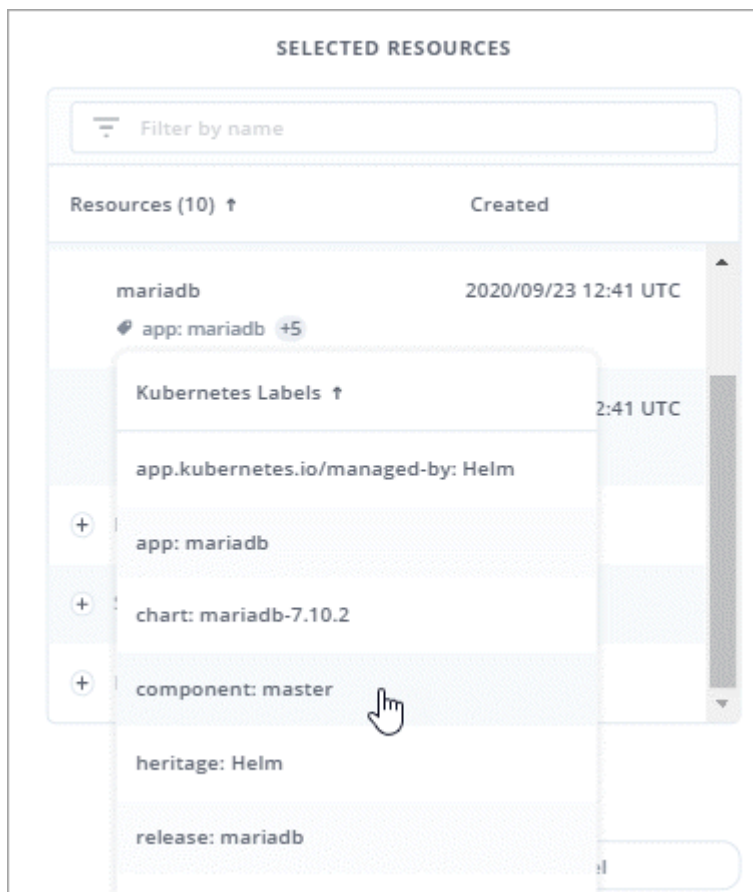 SELECTED RESOURCES
Filter by name
Resources (10) ↑ Created
mariadb 2020/09/23 12:41 UTC
app: mariadb +5
Kubernetes Labels ↑
2:41 UTC
app.kubernetes.io/managed-by: Helm
app: mariadb
chart: mariadb-7.10.2
component: master
heritage: Helm
release: mariadb